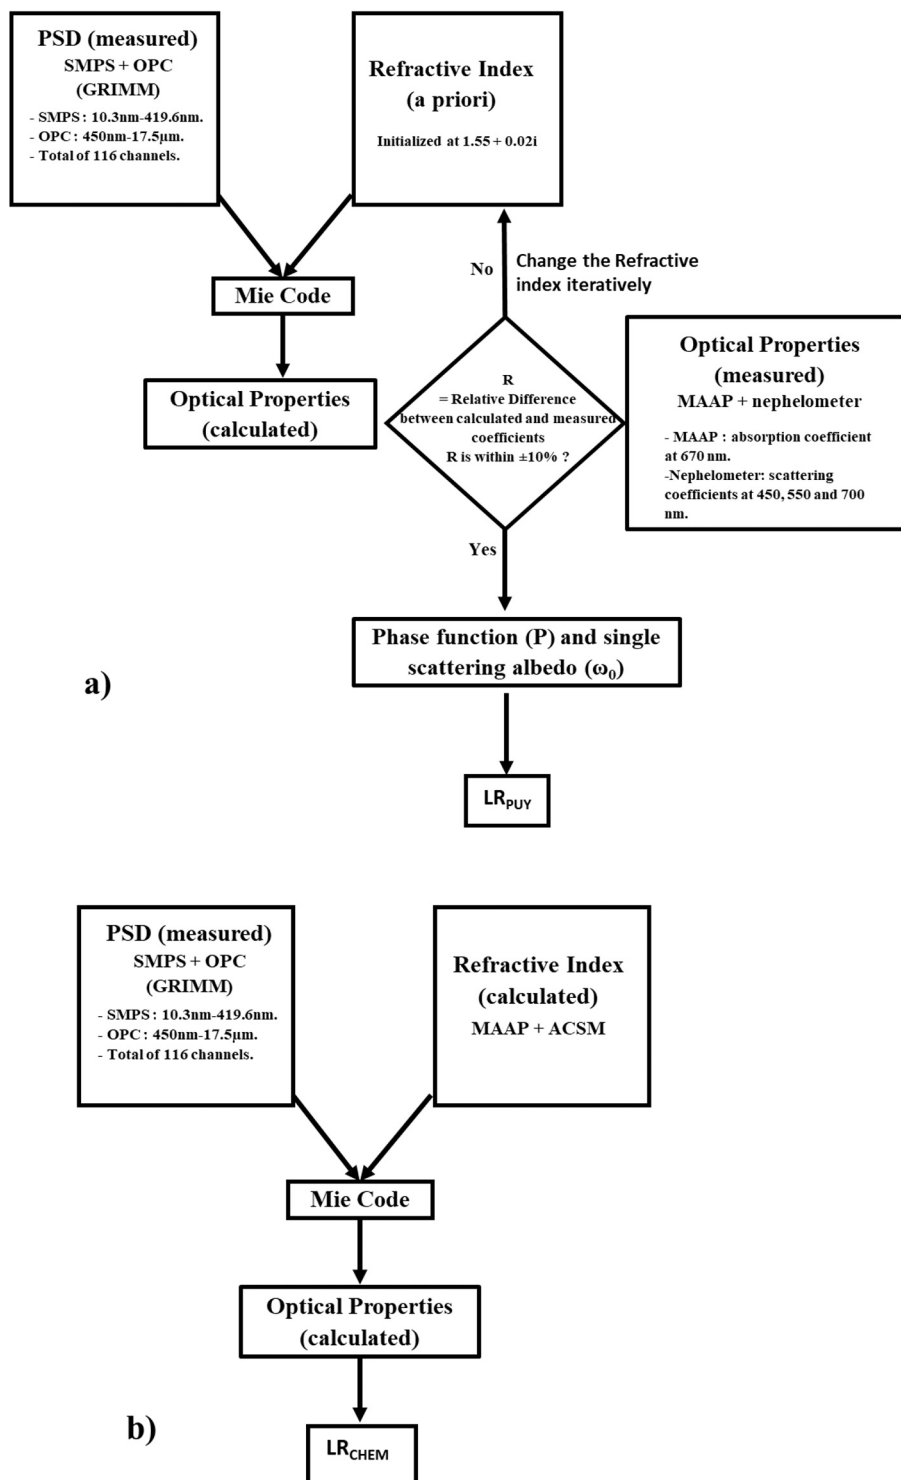 PSD (measured)
SMPS + OPC
(GRIMM)
- SMPS : 10.3nm-419.6nm.
- OPC : 450nm-17.5µm.
- Total of 116 channels.
Refractive Index
(a priori)
Initialized at 1.55 + 0.02i
No
Change the Refractive
index iteratively
Mie Code
Optical Properties
(calculated)
R
= Relative Difference
between calculated and measured
coefficients
R is within ±10% ?
Optical Properties
(measured)
MAAP + nephelometer
- MAAP : absorption coefficient
at 670 nm.
-Nephelometer: scattering
coefficients at 450, 550 and 700
nm.
Yes
Phase function (P) and single
scattering albedo (ω₀)
a)
LR_PUY
PSD (measured)
SMPS + OPC
(GRIMM)
- SMPS : 10.3nm-419.6nm.
- OPC : 450nm-17.5µm.
- Total of 116 channels.
Refractive Index
(calculated)
MAAP + ACSM
Mie Code
Optical Properties
(calculated)
b)
LR_CHEM